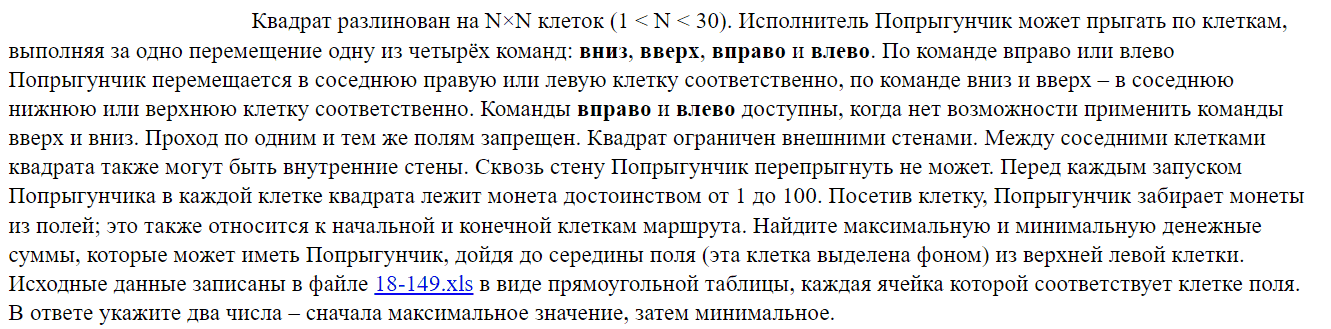 Квадрат разлинован на N×N клеток (1 < N < 30). Исполнитель Попрыгунчик может прыгать по клеткам,
выполняя за одно перемещение одну из четырёх команд: вниз, вверх, вправо и влево. По команде вправо или влево
Попрыгунчик перемещается в соседнюю правую или левую клетку соответственно, по команде вниз и вверх – в соседнюю
нижнюю или верхнюю клетку соответственно. Команды вправо и влево доступны, когда нет возможности применить команды
вверх и вниз. Проход по одним и тем же полям запрещен. Квадрат ограничен внешними стенами. Между соседними клетками
квадрата также могут быть внутренние стены. Сквозь стену Попрыгунчик перепрыгнуть не может. Перед каждым запуском
Попрыгунчика в каждой клетке квадрата лежит монета достоинством от 1 до 100. Посетив клетку, Попрыгунчик забирает монеты
из полей; это также относится к начальной и конечной клеткам маршрута. Найдите максимальную и минимальную денежные
суммы, которые может иметь Попрыгунчик, дойдя до середины поля (эта клетка выделена фоном) из верхней левой клетки.
Исходные данные записаны в файле 18-149.xls в виде прямоугольной таблицы, каждая ячейка которой соответствует клетке поля.
В ответе укажите два числа – сначала максимальное значение, затем минимальное.